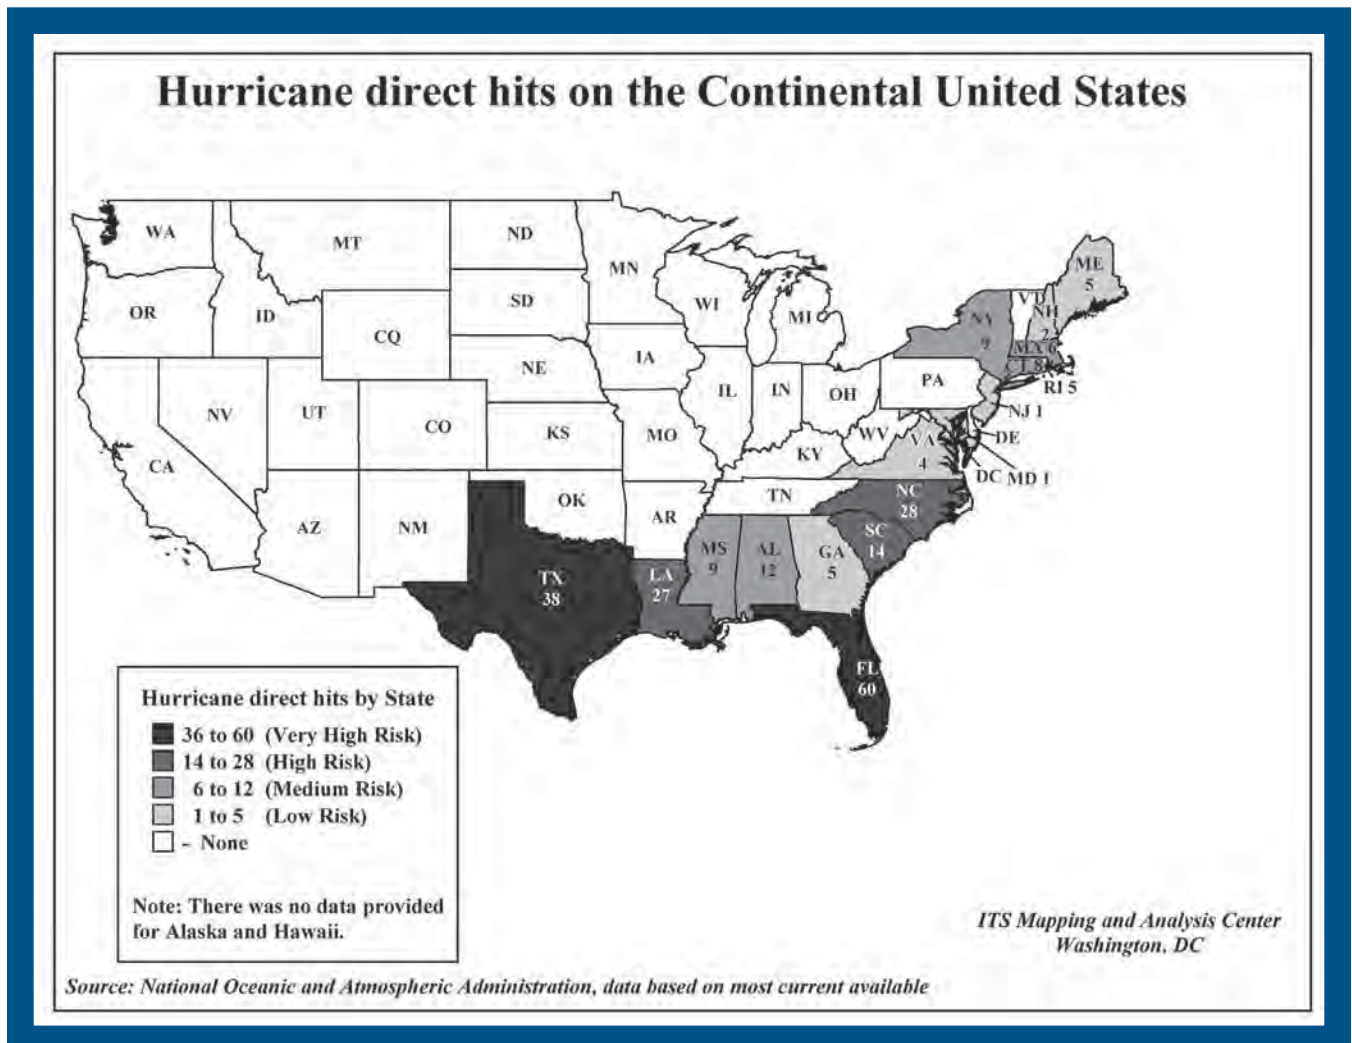 Hurricane direct hits on the Continental United States
WA
MT
ND
MN
ME
5
OR
ID
SD
WI
MI
VT
NH
2
CQ
NY
9
MA 6
8
IA
NE
PA
RI 5
NV
UT
CO
IL
IN
OH
NJ 1
KS
MO
WV
VA
4
DE
CA
KY
DC
MD 1
OK
TN
NC
28
AZ
NM
AR
SC
14
MS
9
AL
12
GA
5
TX
38
LA
27
FL
60
Hurricane direct hits by State
36 to 60 (Very High Risk)
14 to 28 (High Risk)
6 to 12 (Medium Risk)
1 to 5 (Low Risk)
- None
Note: There was no data provided
for Alaska and Hawaii.
ITS Mapping and Analysis Center
Washington, DC
Source: National Oceanic and Atmospheric Administration, data based on most current available